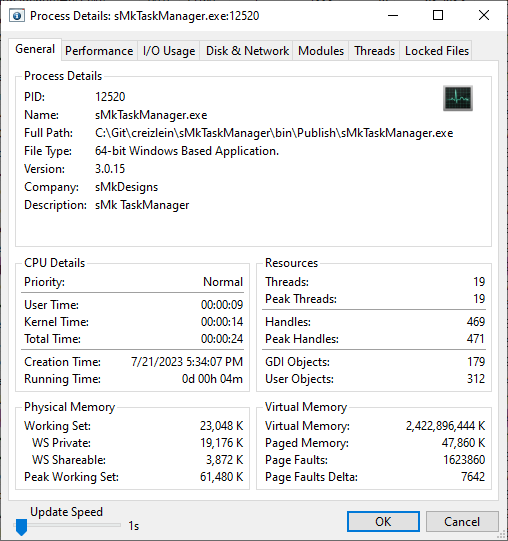 Process Details: sMkTaskManager.exe:12520
General Performance I/O Usage Disk & Network Modules Threads Locked Files
Process Details
PID: 12520
Name: sMkTaskManager.exe
Full Path: C:\Git\creizlein\sMkTaskManager\bin\Publish\sMkTaskManager.exe
File Type: 64-bit Windows Based Application.
Version: 3.0.15
Company: sMkDesigns
Description: sMk TaskManager
CPU Details
Priority: Normal
User Time: 00:00:09
Kernel Time: 00:00:14
Total Time: 00:00:24
Creation Time: 7/21/2023 5:34:07 PM
Running Time: 0d 00h 04m
Resources
Threads: 19
Peak Threads: 19
Handles: 469
Peak Handles: 471
GDI Objects: 179
User Objects: 312
Physical Memory
Working Set: 23,048 K
WS Private: 19,176 K
WS Shareable: 3,872 K
Peak Working Set: 61,480 K
Virtual Memory
Virtual Memory: 2,422,896,444 K
Paged Memory: 47,860 K
Page Faults: 1623860
Page Faults Delta: 7642
Update Speed
1s
OK Cancel